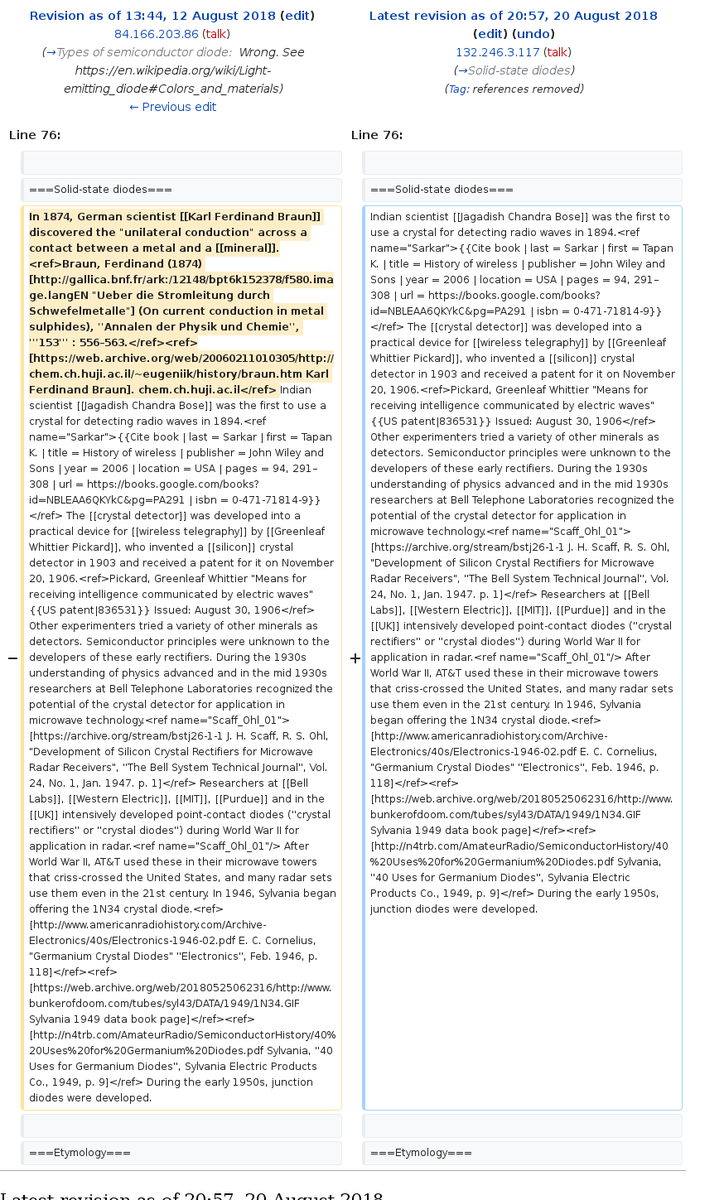 Revision as of 13:44, 12 August 2018 (edit)
84.166.203.86 (talk)
(→Types of semiconductor diode: Wrong. See
https://en.wikipedia.org/wiki/Light-
emitting_diode#Colors_and_materials)
← Previous edit
Latest revision as of 20:57, 20 August 2018
(edit) (undo)
132.246.3.117 (talk)
(→Solid-state diodes)
(Tag: references removed)
Line 76:
Line 76:
===Solid-state diodes===
===Solid-state diodes===
−
In 1874, German scientist [[Karl Ferdinand Braun]]
discovered the "unilateral conduction" across a
contact between a metal and a [[mineral]].
<ref>Braun, Ferdinand (1874)
[http://gallica.bnf.fr/ark:/12148/bpt6k152378/f580.ima
ge.langEN "Ueber die Stromleitung durch
Schwefelmetalle"] (On current conduction in metal
sulphides), ''Annalen der Physik und Chemie'',
'''153''' : 556–563.</ref><ref>
[https://web.archive.org/web/20060211010305/http://
chem.ch.huji.ac.il/~eugeniik/history/braun.htm Karl
Ferdinand Braun]. chem.ch.huji.ac.il</ref> Indian
scientist [[Jagadish Chandra Bose]] was the first to use a
crystal for detecting radio waves in 1894.<ref
name="Sarkar">{{Cite book | last = Sarkar | first = Tapan
K. | title = History of wireless | publisher = John Wiley and
Sons | year = 2006 | location = USA | pages = 94, 291–
308 | url = https://books.google.com/books?
id=NBLEAA6QKYkC&pg=PA291 | isbn = 0-471-71814-9}}
</ref> The [[crystal detector]] was developed into a
practical device for [[wireless telegraphy]] by [[Greenleaf
Whittier Pickard]], who invented a [[silicon]] crystal
detector in 1903 and received a patent for it on November
20, 1906.<ref>Pickard, Greenleaf Whittier "Means for
receiving intelligence communicated by electric waves"
{{US patent|836531}} Issued: August 30, 1906</ref>
Other experimenters tried a variety of other minerals as
detectors. Semiconductor principles were unknown to the
developers of these early rectifiers. During the 1930s
understanding of physics advanced and in the mid 1930s
researchers at Bell Telephone Laboratories recognized the
potential of the crystal detector for application in
microwave technology.<ref name="Scaff_Ohl_01">
[https://archive.org/stream/bstj26-1-1 J. H. Scaff, R. S. Ohl,
"Development of Silicon Crystal Rectifiers for Microwave
Radar Receivers", ''The Bell System Technical Journal'', Vol.
24, No. 1, Jan. 1947. p. 1]</ref> Researchers at [[Bell
Labs]], [[Western Electric]], [[MIT]], [[Purdue]] and in the
[[UK]] intensively developed point-contact diodes (''crystal
rectifiers'' or ''crystal diodes'') during World War II for
application in radar.<ref name="Scaff_Ohl_01"/> After
World War II, AT&T used these in their microwave towers
that criss-crossed the United States, and many radar sets
use them even in the 21st century. In 1946, Sylvania began
offering the 1N34 crystal diode.<ref>
[http://www.americanradiohistory.com/Archive-
Electronics/40s/Electronics-1946-02.pdf E. C. Cornelius,
"Germanium Crystal Diodes" ''Electronics'', Feb. 1946, p.
118]</ref><ref>
[https://web.archive.org/web/20180525062316/http://www.
bunkerofdoom.com/tubes/syl43/DATA/1949/1N34.GIF
Sylvania 1949 data book page]</ref><ref>
[http://n4trb.com/AmateurRadio/SemiconductorHistory/40%
20Uses%20for%20Germanium%20Diodes.pdf Sylvania, "40
Uses for Germanium Diodes", Sylvania Electric Products
Co., 1949, p. 9]</ref> During the early 1950s, junction
diodes were developed.
+
Indian scientist [[Jagadish Chandra Bose]] was the first to
use a crystal for detecting radio waves in 1894.<ref
name="Sarkar">{{Cite book | last = Sarkar | first = Tapan
K. | title = History of wireless | publisher = John Wiley and
Sons | year = 2006 | location = USA | pages = 94, 291–
308 | url = https://books.google.com/books?
id=NBLEAA6QKYkC&pg=PA291 | isbn = 0-471-71814-9}}
</ref> The [[crystal detector]] was developed into a
practical device for [[wireless telegraphy]] by [[Greenleaf
Whittier Pickard]], who invented a [[silicon]] crystal
detector in 1903 and received a patent for it on November
20, 1906.<ref>Pickard, Greenleaf Whittier "Means for
receiving intelligence communicated by electric waves"
{{US patent|836531}} Issued: August 30, 1906</ref>
Other experimenters tried a variety of other minerals as
detectors. Semiconductor principles were unknown to the
developers of these early rectifiers. During the 1930s
understanding of physics advanced and in the mid 1930s
researchers at Bell Telephone Laboratories recognized the
potential of the crystal detector for application in
microwave technology.<ref name="Scaff_Ohl_01">
[https://archive.org/stream/bstj26-1-1 J. H. Scaff, R. S. Ohl,
"Development of Silicon Crystal Rectifiers for Microwave
Radar Receivers", ''The Bell System Technical Journal'', Vol.
24, No. 1, Jan. 1947. p. 1]</ref> Researchers at [[Bell
Labs]], [[Western Electric]], [[MIT]], [[Purdue]] and in the
[[UK]] intensively developed point-contact diodes (''crystal
rectifiers'' or ''crystal diodes'') during World War II for
application in radar.<ref name="Scaff_Ohl_01"/> After
World War II, AT&T used these in their microwave towers
that criss-crossed the United States, and many radar sets
use them even in the 21st century. In 1946, Sylvania
began offering the 1N34 crystal diode.<ref>
[http://www.americanradiohistory.com/Archive-
Electronics/40s/Electronics-1946-02.pdf E. C. Cornelius,
"Germanium Crystal Diodes" ''Electronics'', Feb. 1946, p.
118]</ref><ref>
[https://web.archive.org/web/20180525062316/http://www.
bunkerofdoom.com/tubes/syl43/DATA/1949/1N34.GIF
Sylvania 1949 data book page]</ref><ref>
[http://n4trb.com/AmateurRadio/SemiconductorHistory/40
%20Uses%20for%20Germanium%20Diodes.pdf Sylvania,
"40 Uses for Germanium Diodes", Sylvania Electric
Products Co., 1949, p. 9]</ref> During the early 1950s,
junction diodes were developed.
===Etymology===
===Etymology===
Latest revision as of 20:57, 20 August 2018